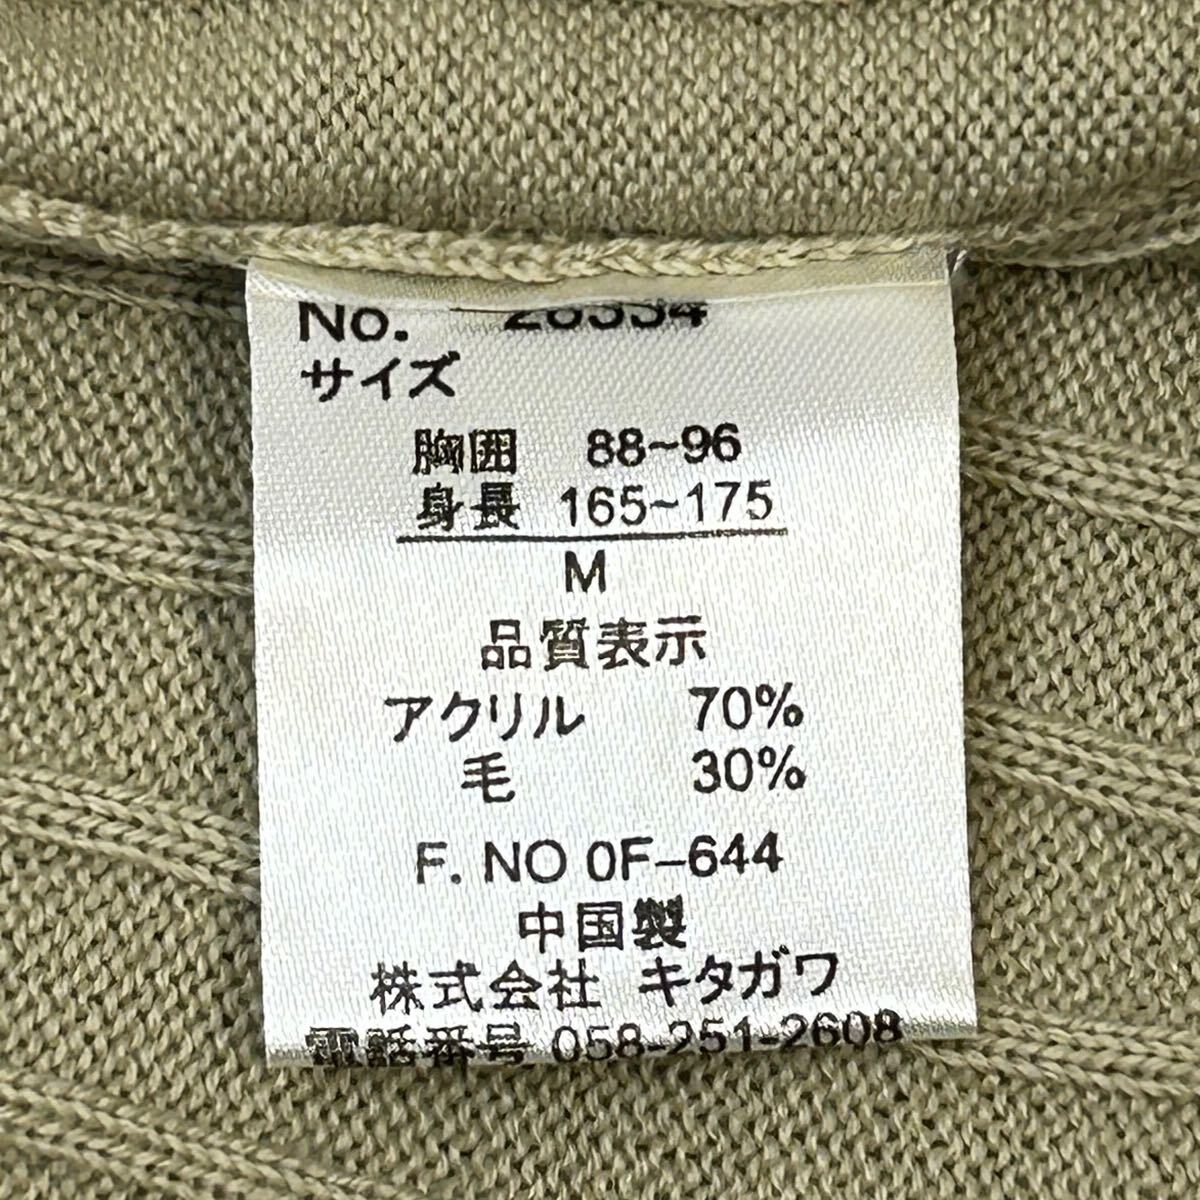 No. 28334
サイズ
胸囲 88~96
身長 165~175
M
品質表示
アクリル 70%
毛 30%
F. NO 0F-644
中国製
株式会社 キタガワ
電話番号 058-251-2608